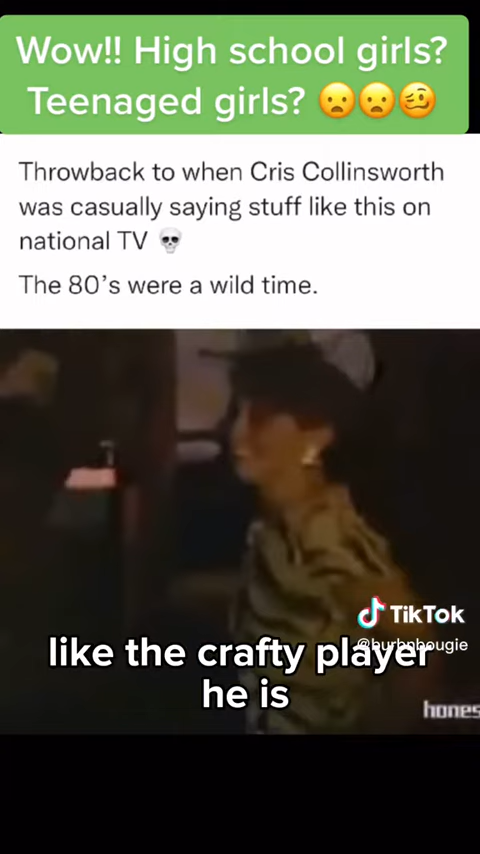 Wow!! High school girls?
Teenaged girls? 😦😦🥴
Throwback to when Cris Collinsworth
was casually saying stuff like this on
national TV 💀
The 80's were a wild time.
TikTok
@burbnbougie
like the crafty player
he is
hones